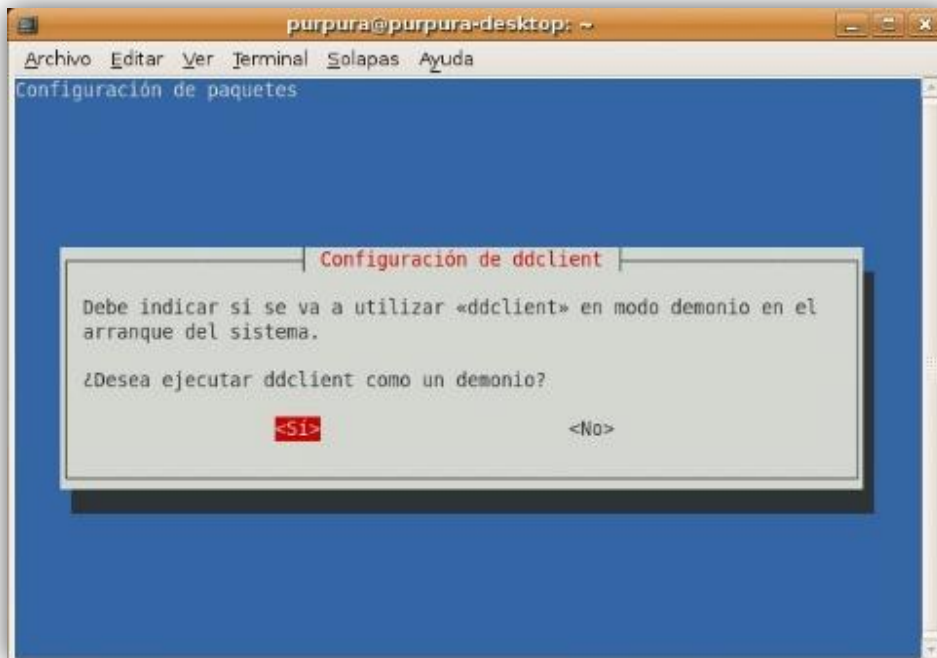 purpura@purpura-desktop: ~
Archivo Editar Ver Terminal Solapas Ayuda
Configuración de paquetes
Configuración de ddclient
Debe indicar si se va a utilizar «ddclient» en modo demonio en el
arranque del sistema.
¿Desea ejecutar ddclient como un demonio?
<Sí> <No>